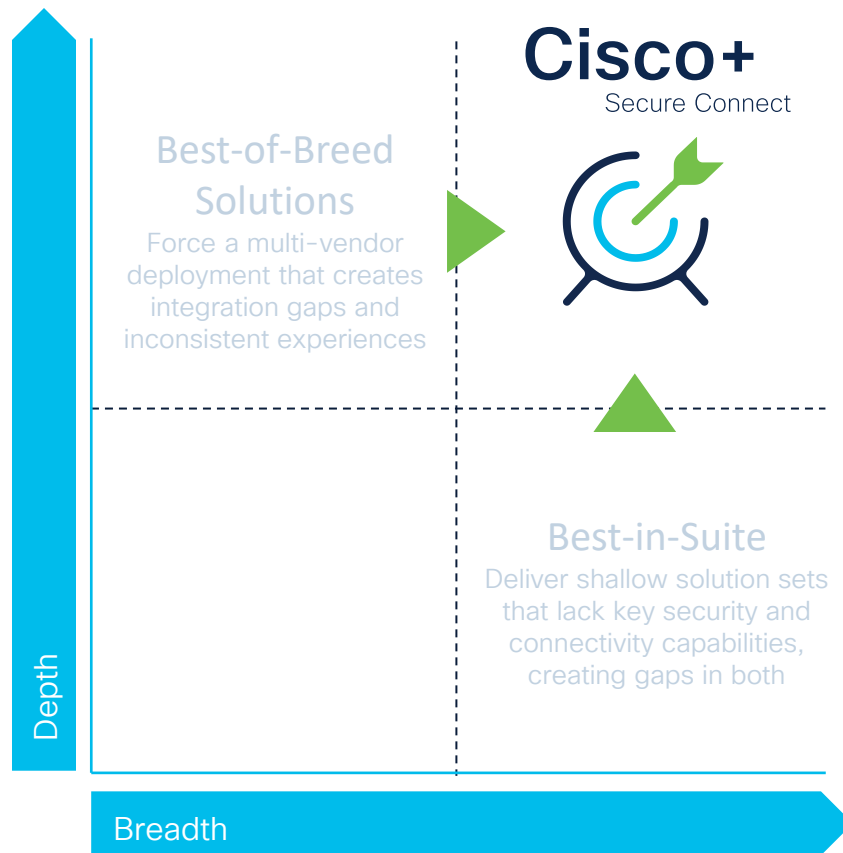 Cisco+
Secure Connect
Best-of-Breed
Solutions
Force a multi-vendor
deployment that creates
integration gaps and
inconsistent experiences
Best-in-Suite
Deliver shallow solution sets
that lack key security and
connectivity capabilities,
creating gaps in both
Depth
Breadth